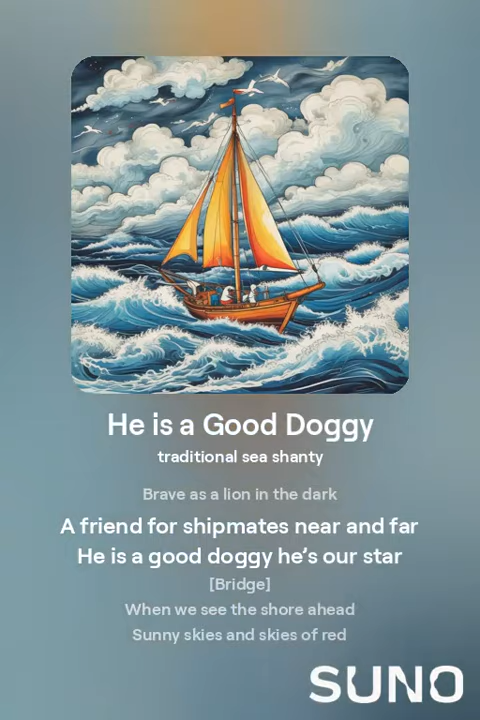 He is a Good Doggy
traditional sea shanty
Brave as a lion in the dark
A friend for shipmates near and far
He is a good doggy he's our star
[Bridge]
When we see the shore ahead
Sunny skies and skies of red
SUNO